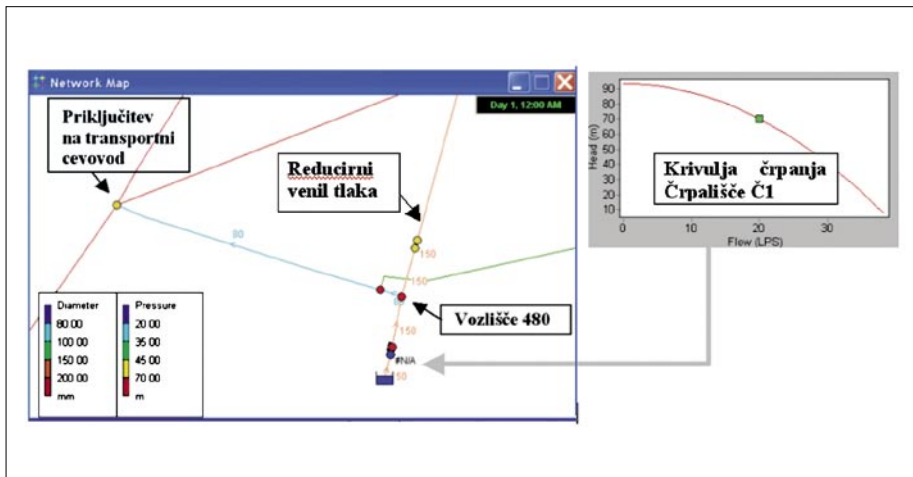 Network Map
Day 1, 12:00 AM
Priključitev
na transportni
cevovod
Reducirni
venil tlaka
80
150
150
Vozlišče 480
150
#N/A
Diameter
80.00
100.00
150.00
200.00
mm
Pressure
20.00
35.00
45.00
70.00
m
Head (m)
90
80
70
60
50
40
30
20
10
0
10
20
30
Flow (LPS)
Krivulja črpanja
Črpališče Č1